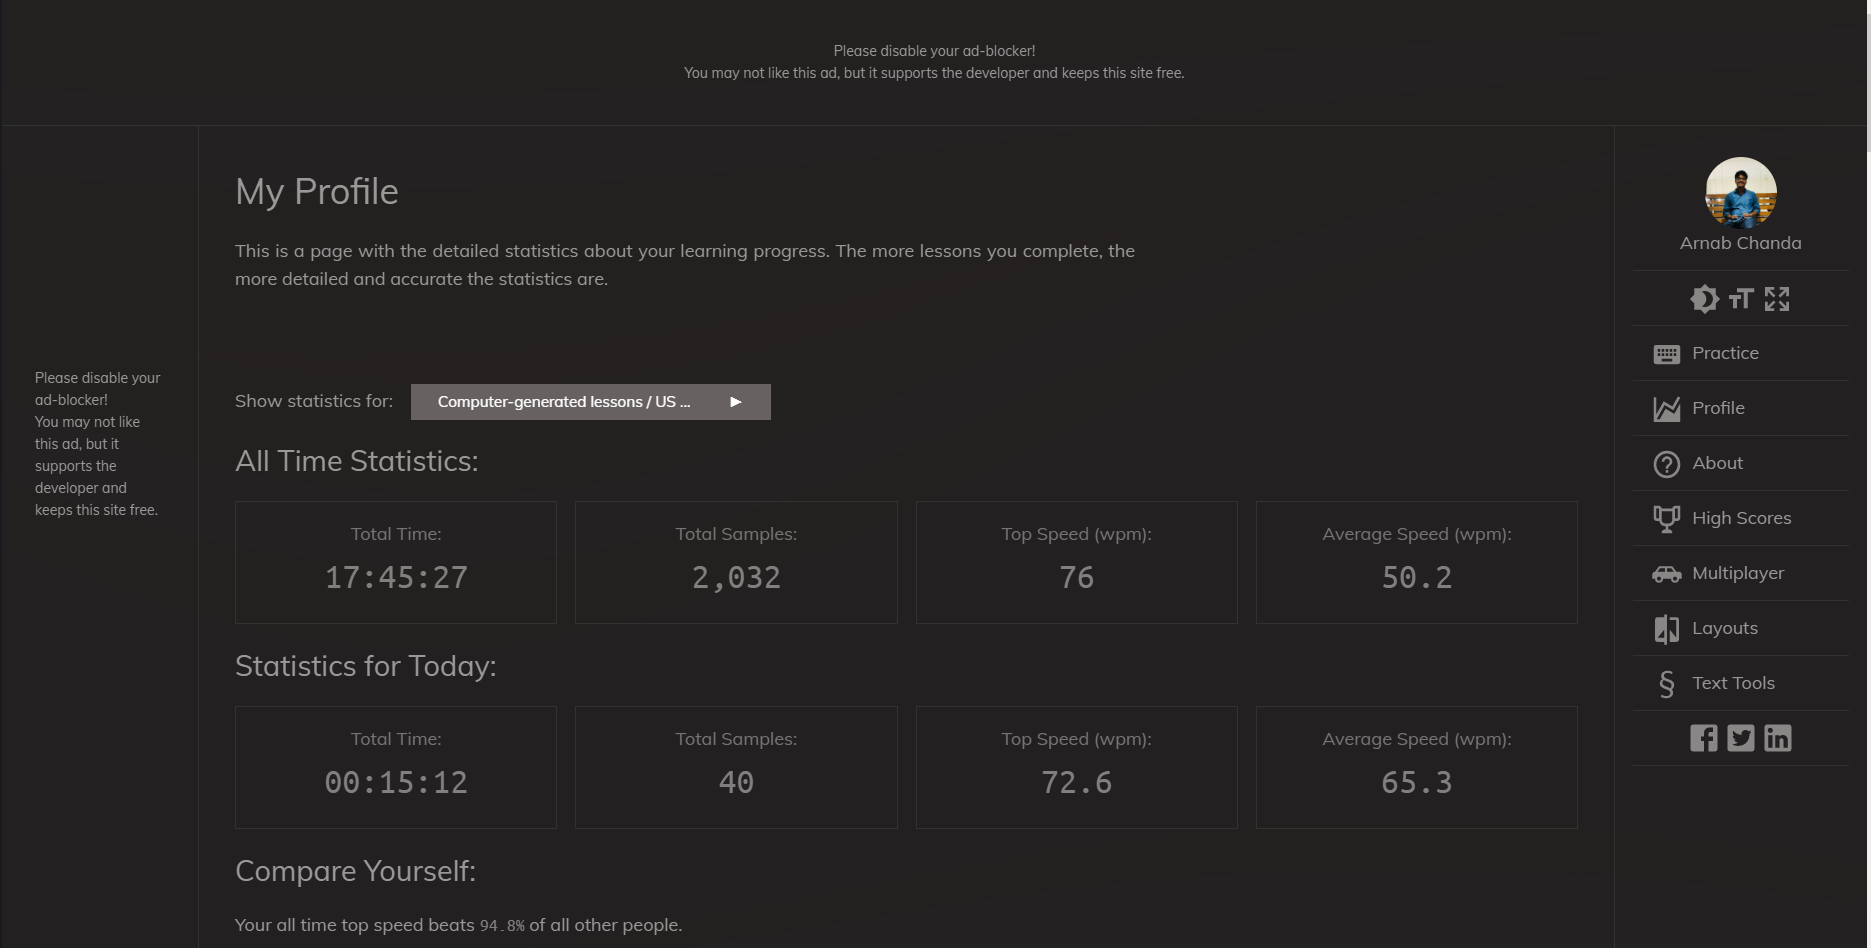 Please disable your ad-blocker!
You may not like this ad, but it supports the developer and keeps this site free.
Please disable your
ad-blocker!
You may not like
this ad, but it
supports the
developer and
keeps this site free.
My Profile
This is a page with the detailed statistics about your learning progress. The more lessons you complete, the
more detailed and accurate the statistics are.
Show statistics for: Computer-generated lessons / US ...
All Time Statistics:
Total Time: Total Samples: Top Speed (wpm): Average Speed (wpm):
17:45:27 2,032 76 50.2
Statistics for Today:
Total Time: Total Samples: Top Speed (wpm): Average Speed (wpm):
00:15:12 40 72.6 65.3
Compare Yourself:
Your all time top speed beats 94.8% of all other people.
Arnab Chanda
Practice
Profile
About
High Scores
Multiplayer
Layouts
§ Text Tools